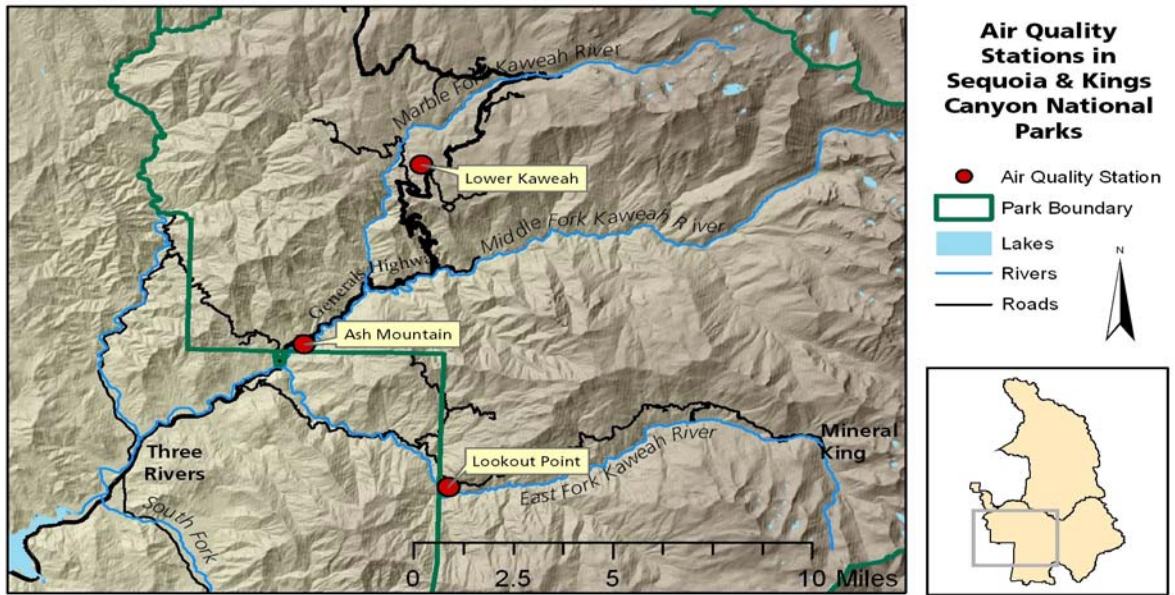 Air Quality
Stations in
Sequoia & Kings
Canyon National
Parks
Air Quality Station
Park Boundary
Lakes
Rivers
Roads
N
Marble Fork Kaweah River
Lower Kaweah
Middle Fork Kaweah River
Generals Highway
Ash Mountain
Three
Rivers
Lookout Point
Mineral
King
East Fork Kaweah River
South Fork
0 2.5 5 10 Miles